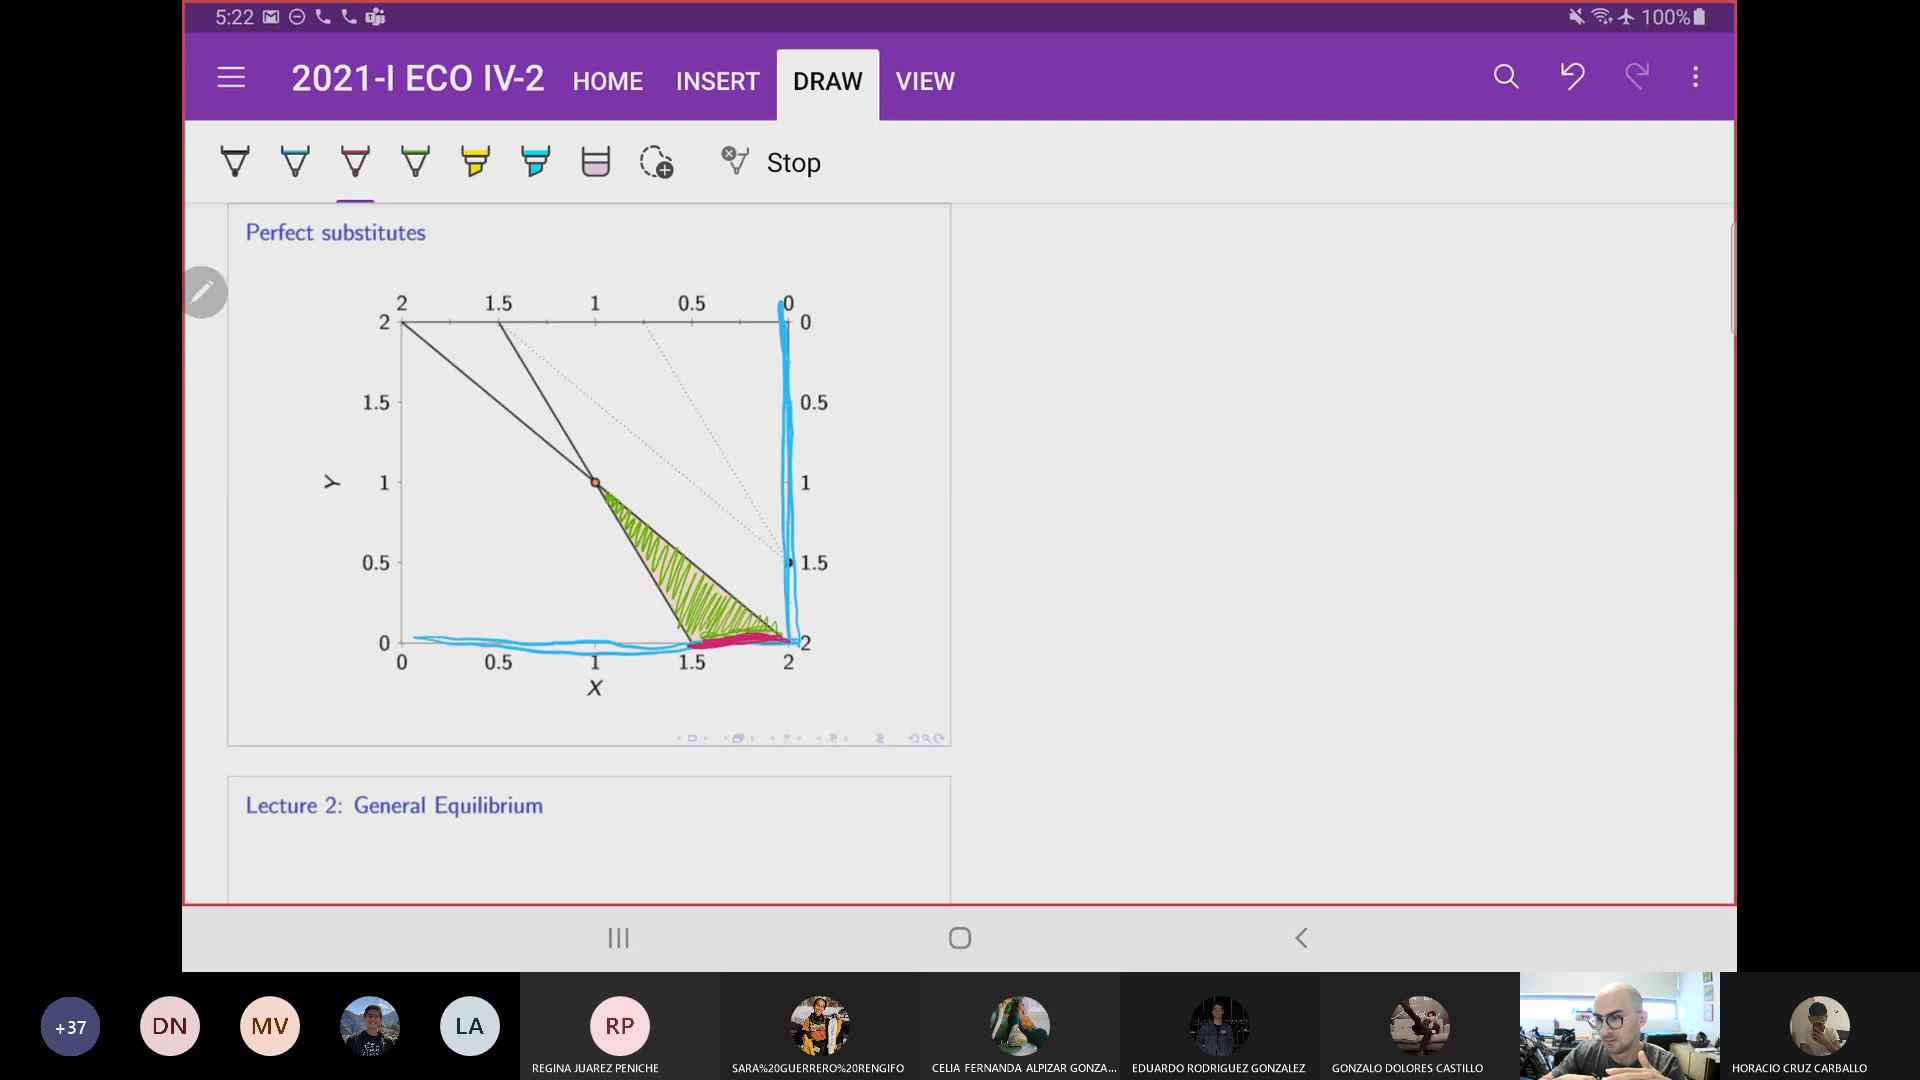 5:22 100%
2021-I ECO IV-2 HOME INSERT DRAW VIEW
Stop
Perfect substitutes
2 1.5 1 0.5 0
2 0
1.5 0.5
Y 1 1
0.5 1.5
0 2
0 0.5 1 1.5 2
X
Lecture 2: General Equilibrium
+37 DN MV LA RP
REGINA JUAREZ PENICHE SARA%20GUERRERO%20RENGIFO CELIA FERNANDA ALPIZAR GONZA... EDUARDO RODRIGUEZ GONZALEZ GONZALO DOLORES CASTILLO HORACIO CRUZ CARBALLO